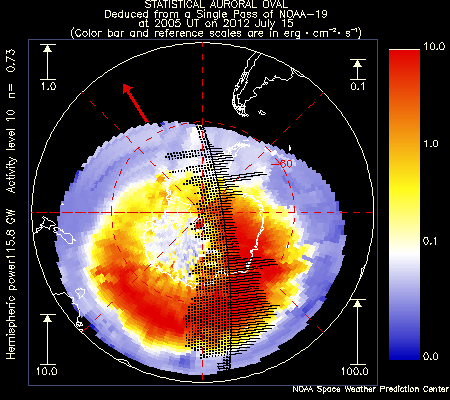 STATISTICAL AURORAL OVAL
Deduced from a Single Pass of NOAA-19
at 2005 UT on 2012 July 15
(Color bar and reference scales are in erg · cm⁻² · s⁻¹)
Hemispheric power115.8 GW Activity level 10 n= 0.73
1.0
0.1
10.0
100.0
-60
10.0
1.0
0.1
0.0
NOAA Space Weather Prediction Center